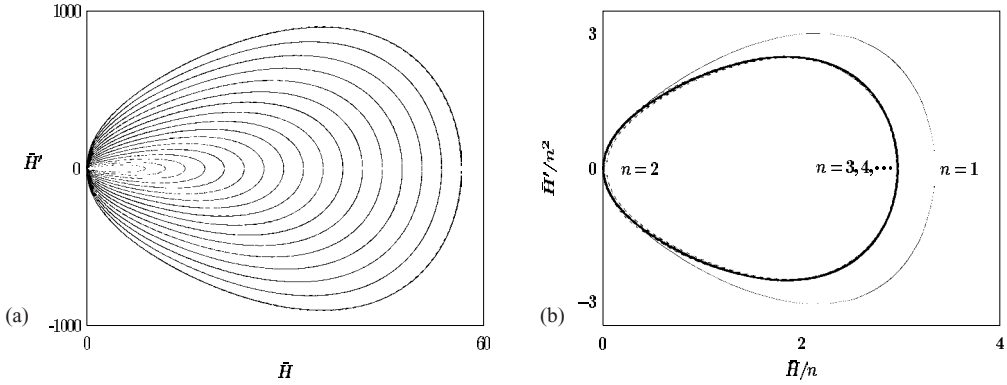 1000
H̄′
0
-1000
0
60
H̄
(a)
3
H̄′/n²
0
−3
n=2
n=3,4,•••
n=1
0
2
4
H̄/n
(b)